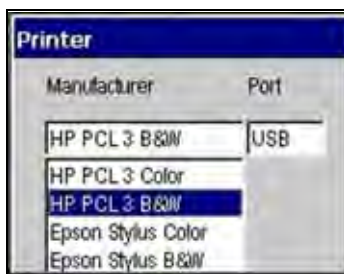 Printer
Manufacturer Port
HP PCL 3 B&W USB
HP PCL 3 Color
HP PCL 3 B&W
Epson Stylus Color
Epson Stylus B&W